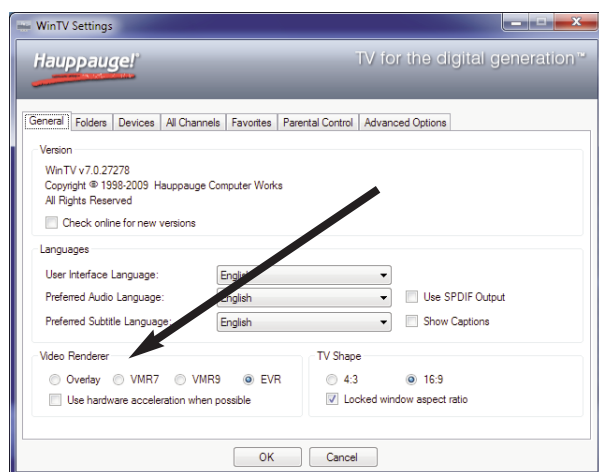 WinTV Settings
Hauppauge!
TV for the digital generation™
General Folders Devices All Channels Favorites Parental Control Advanced Options
Version
WinTV v7.0.27278
Copyright © 1998-2009 Hauppauge Computer Works
All Rights Reserved
Check online for new versions
Languages
User Interface Language: English
Preferred Audio Language: English Use SPDIF Output
Preferred Subtitle Language: English Show Captions
Video Renderer
Overlay VMR7 VMR9 EVR
Use hardware acceleration when possible
TV Shape
4:3 16:9
Locked window aspect ratio
OK Cancel